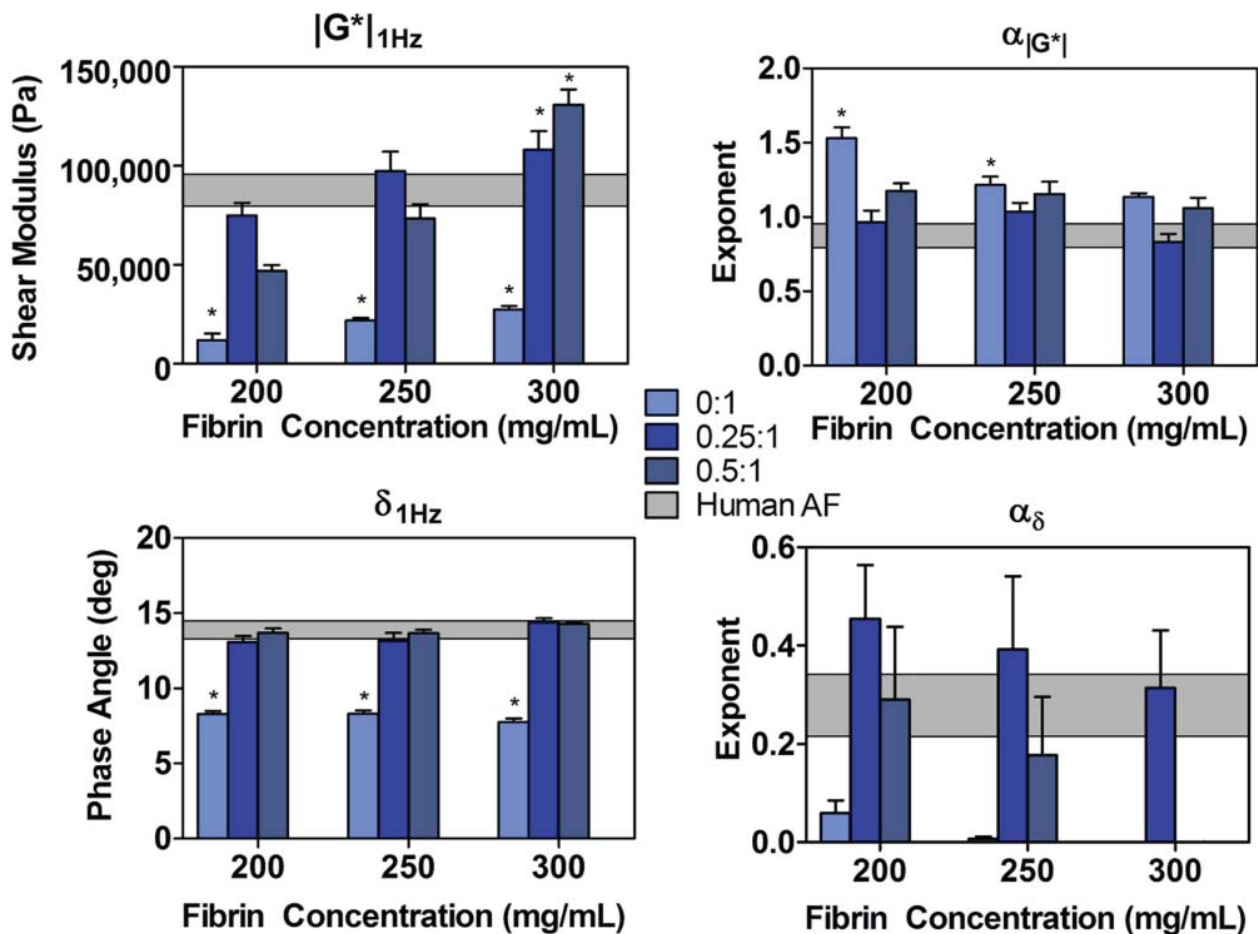 |G*|1Hz
Shear Modulus (Pa)
150,000
100,000
50,000
0
* * * * *
200 250 300
Fibrin Concentration (mg/mL)
α|G*|
Exponent
2.0
1.5
1.0
0.5
0.0
* *
200 250 300
Fibrin Concentration (mg/mL)
0:1
0.25:1
0.5:1
Human AF
δ1Hz
Phase Angle (deg)
20
15
10
5
0
* * *
200 250 300
Fibrin Concentration (mg/mL)
αδ
Exponent
0.6
0.4
0.2
0.0
200 250 300
Fibrin Concentration (mg/mL)